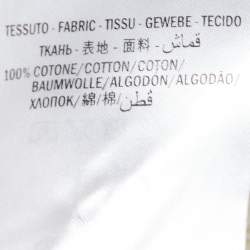 TESSUTO - FABRIC - TISSU - GEWEBE - TECIDO
ТКАНЬ - 表地 - 面料 - قماش
100% COTONE/COTTON/COTON/
BAUMWOLLE/ALGODÓN/ALGODÃO/
ХЛОПОК/綿/棉/قطن